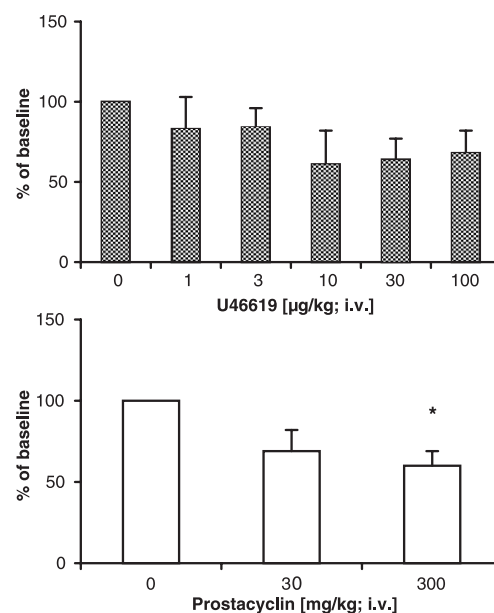 150
100
50
0
% of baseline
0 1 3 10 30 100
U46619 [µg/kg; i.v.]
150
100
50
0
% of baseline
*
0 30 300
Prostacyclin [mg/kg; i.v.]